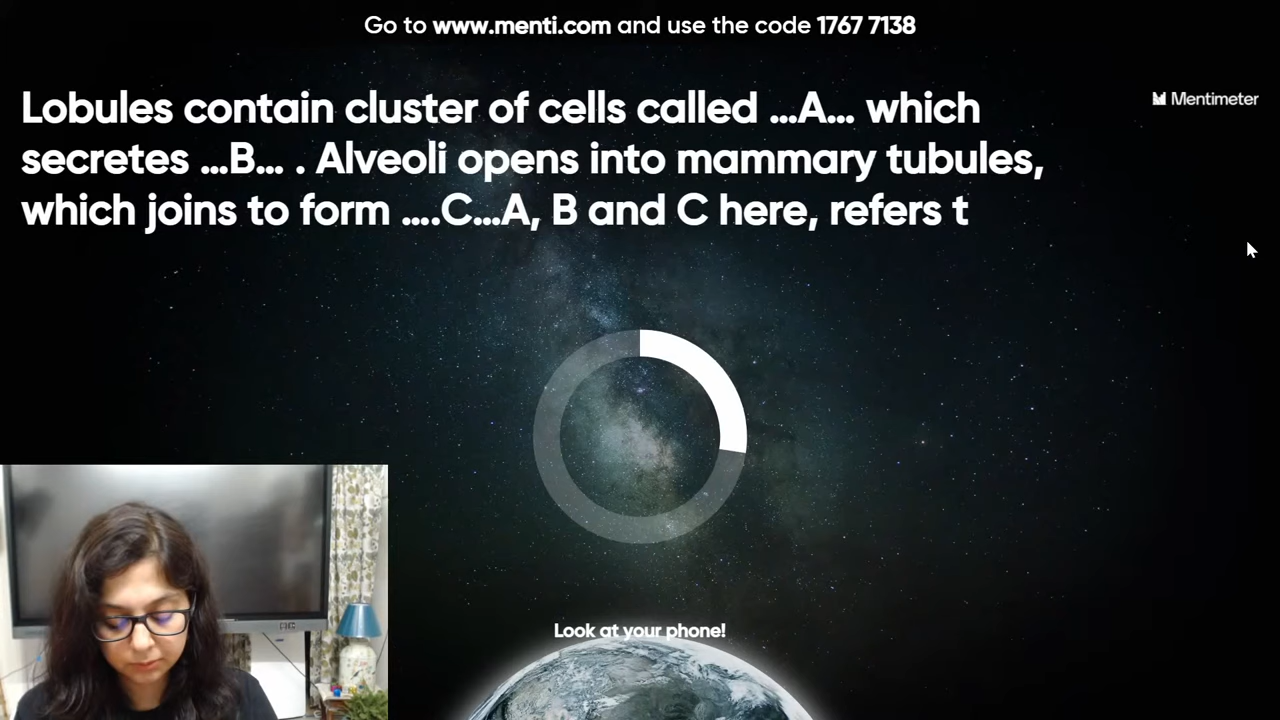 Go to www.menti.com and use the code 1767 7138
Mentimeter
Lobules contain cluster of cells called ...A... which
secretes ...B... . Alveoli opens into mammary tubules,
which joins to form ....C...A, B and C here, refers t
Look at your phone!